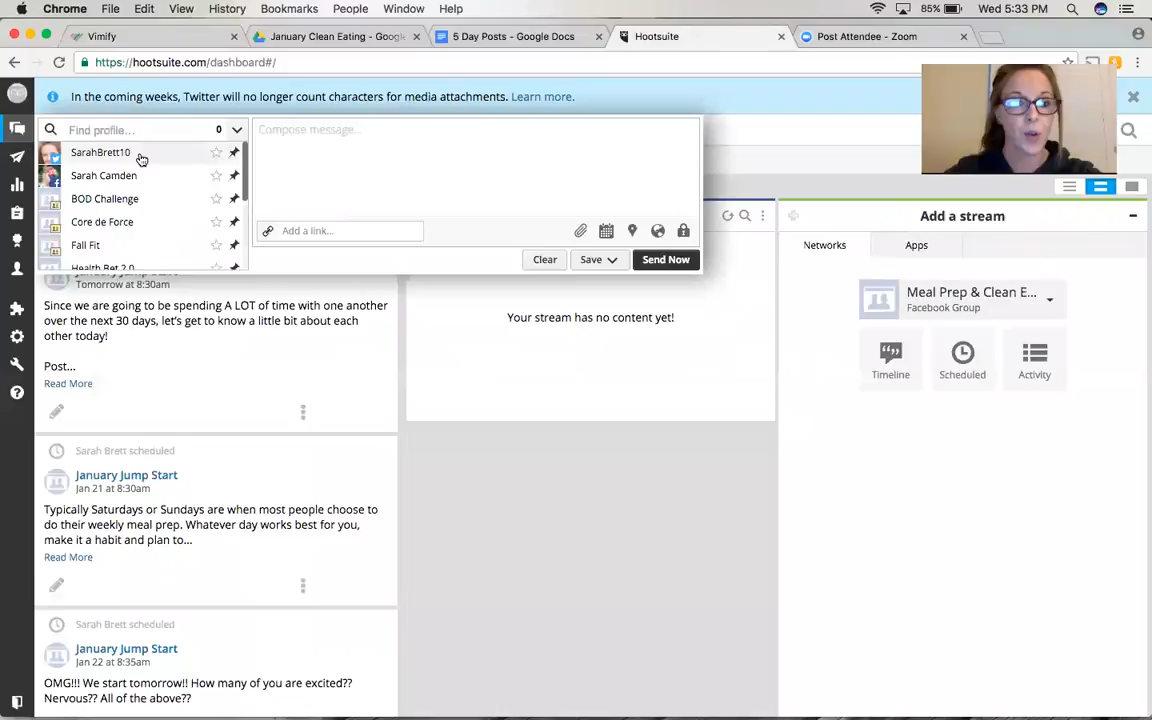 Chrome File Edit View History Bookmarks People Window Help 85% Wed 5:33 PM
Vimify January Clean Eating - Google 5 Day Posts - Google Docs Hootsuite Post Attendee - Zoom
https://hootsuite.com/dashboard#/
In the coming weeks, Twitter will no longer count characters for media attachments. Learn more.
Find profile... 0
Compose message...
SarahBrett10
Sarah Camden
BOD Challenge
Core de Force
Fall Fit
Health Bet 2.0
Add a link...
Clear Save Send Now
January Jump Start
Tomorrow at 8:30am
Since we are going to be spending A LOT of time with one another
over the next 30 days, let's get to know a little bit about each
other today!
Post...
Read More
Sarah Brett scheduled
January Jump Start
Jan 21 at 8:30am
Typically Saturdays or Sundays are when most people choose to
do their weekly meal prep. Whatever day works best for you,
make it a habit and plan to...
Read More
Sarah Brett scheduled
January Jump Start
Jan 22 at 8:35am
OMG!!! We start tomorrow!! How many of you are excited??
Nervous?? All of the above??
Your stream has no content yet!
Add a stream
Networks Apps
Meal Prep & Clean E...
Facebook Group
Timeline Scheduled Activity